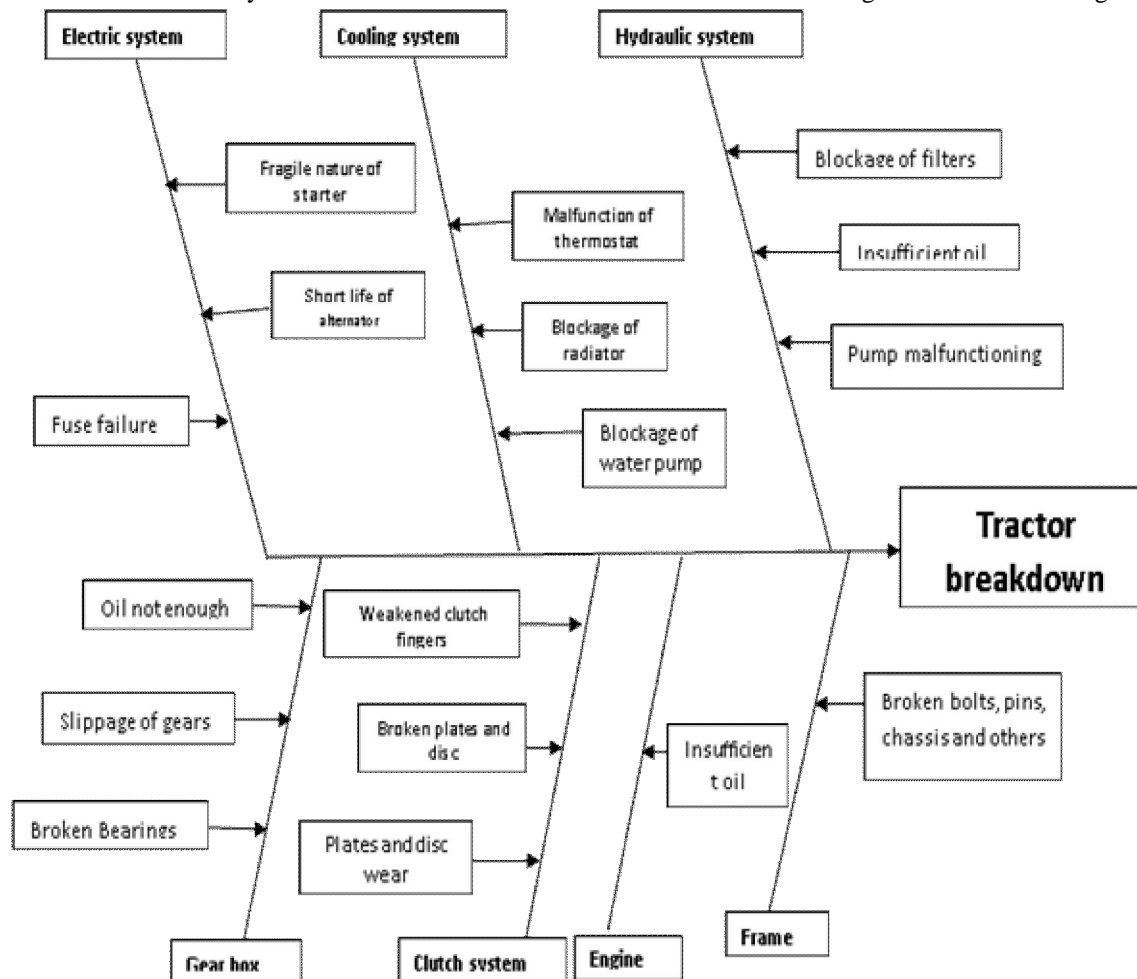 Electric system
Cooling system
Hydraulic system
Blockage of filters
Fragile nature of
starter
Malfunction of
thermostat
Insufficient oil
Short life of
alternator
Blockage of
radiator
Pump malfunctioning
Fuse failure
Blockage of
water pump
Tractor
breakdown
Oil not enough
Weakened clutch
fingers
Slippage of gears
Broken plates and
disc
Insufficien
t oil
Broken bolts, pins,
chassis and others
Broken Bearings
Plates and disc
wear
Gear box
Clutch system
Engine
Frame